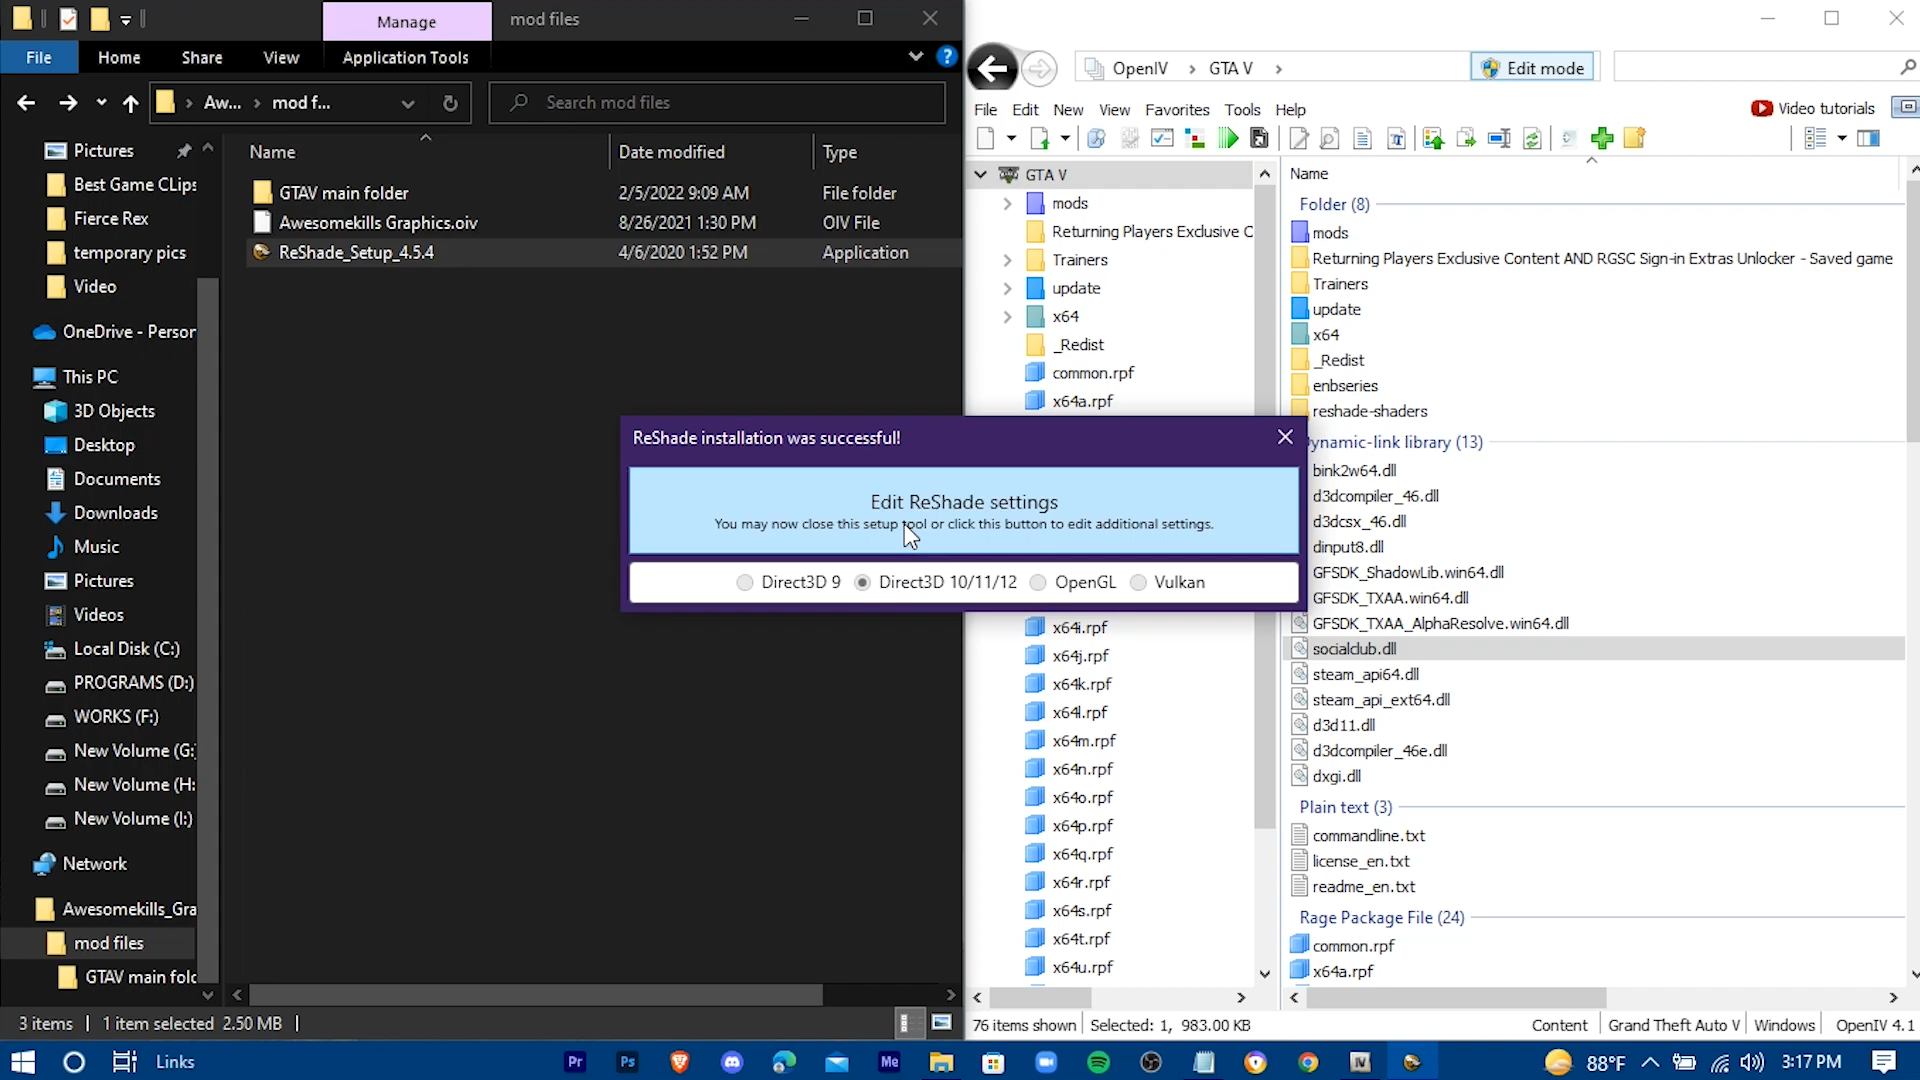 Manage
mod files
File
Home
Share
View
Application Tools
Aw...
mod f...
Search mod files
Name
Date modified
Type
GTAV main folder
2/5/2022 9:09 AM
File folder
Awesomekills Graphics.oiv
8/26/2021 1:30 PM
OIV File
ReShade_Setup_4.5.4
4/6/2020 1:52 PM
Application
Pictures
Best Game CLips
Fierce Rex
temporary pics
Video
OneDrive - Person
This PC
3D Objects
Desktop
Documents
Downloads
Music
Pictures
Videos
Local Disk (C:)
PROGRAMS (D:)
WORKS (F:)
New Volume (G:)
New Volume (H:
New Volume (I:)
Network
Awesomekills_Gra
mod files
GTAV main fold
3 items
1 item selected 2.50 MB
OpenIV
GTA V
Edit mode
File
Edit
New
View
Favorites
Tools
Help
Video tutorials
GTA V
mods
Returning Players Exclusive C
Trainers
update
x64
_Redist
common.rpf
x64a.rpf
x64i.rpf
x64j.rpf
x64k.rpf
x64l.rpf
x64m.rpf
x64n.rpf
x64o.rpf
x64p.rpf
x64q.rpf
x64r.rpf
x64s.rpf
x64t.rpf
x64u.rpf
Name
Folder (8)
mods
Returning Players Exclusive Content AND RGSC Sign-in Extras Unlocker - Saved game
Trainers
update
x64
_Redist
enbseries
reshade-shaders
ynamic-link library (13)
bink2w64.dll
d3dcompiler_46.dll
d3dcsx_46.dll
dinput8.dll
GFSDK_ShadowLib.win64.dll
GFSDK_TXAA.win64.dll
GFSDK_TXAA_AlphaResolve.win64.dll
socialclub.dll
steam_api64.dll
steam_api_ext64.dll
d3d11.dll
d3dcompiler_46e.dll
dxgi.dll
Plain text (3)
commandline.txt
license_en.txt
readme_en.txt
Rage Package File (24)
common.rpf
x64a.rpf
76 items shown
Selected: 1, 983.00 KB
Content
Grand Theft Auto V
Windows
OpenIV 4.1
ReShade installation was successful!
Edit ReShade settings
You may now close this setup tool or click this button to edit additional settings.
Direct3D 9
Direct3D 10/11/12
OpenGL
Vulkan
Links
Pr
Ps
Me
IV
88°F
3:17 PM